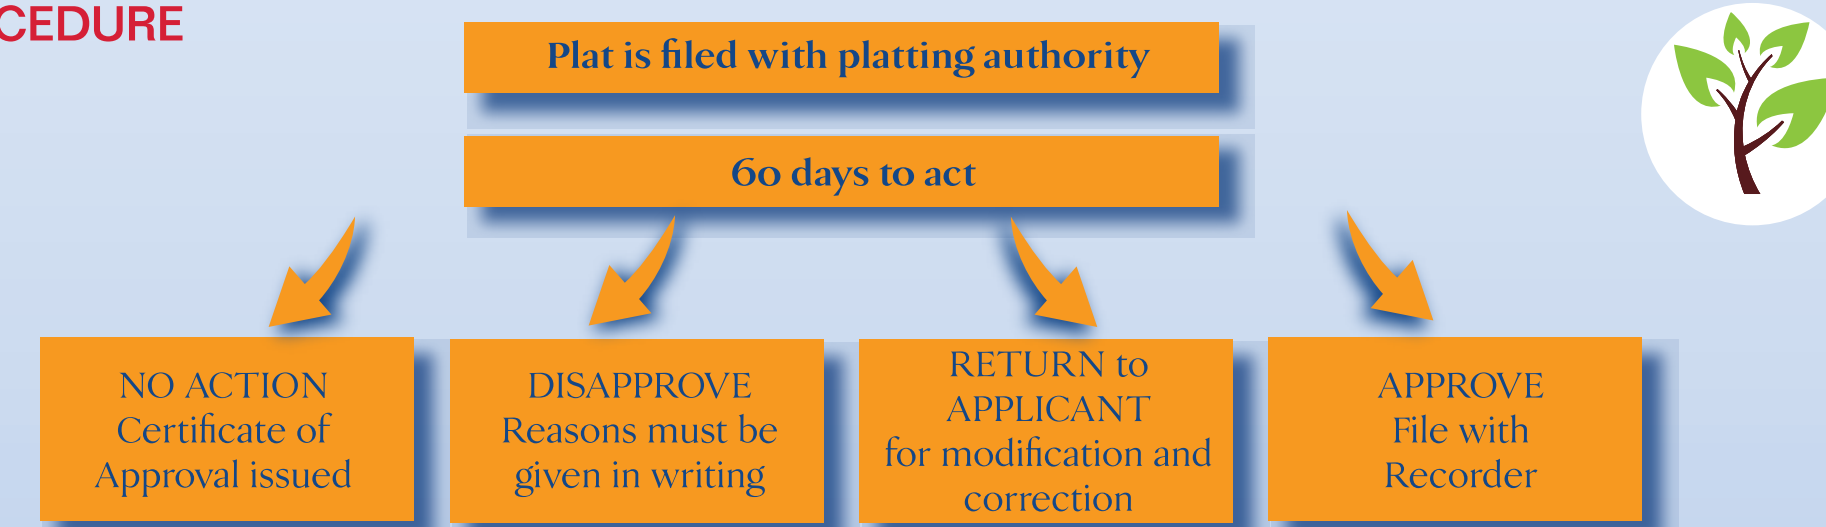 CEDURE
Plat is filed with platting authority
60 days to act
NO ACTION
Certificate of
Approval issued
DISAPPROVE
Reasons must be
given in writing
RETURN to
APPLICANT
for modification and
correction
APPROVE
File with
Recorder